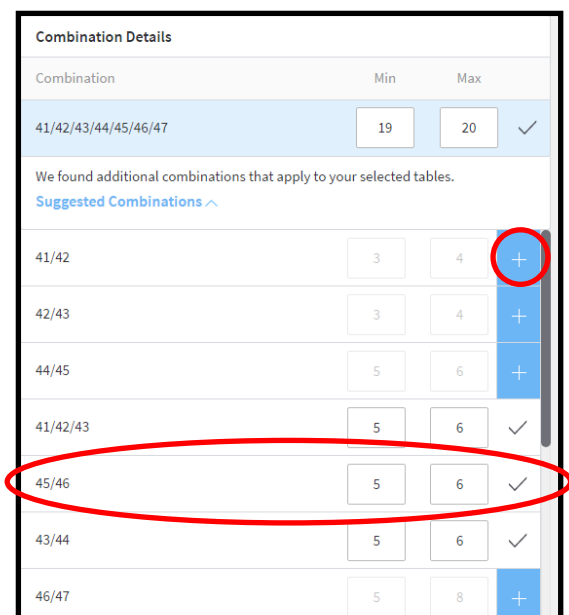 Combination Details
Combination Min Max
41/42/43/44/45/46/47 19 20
We found additional combinations that apply to your selected tables.
Suggested Combinations
41/42 3 4 +
42/43 3 4 +
44/45 5 6 +
41/42/43 5 6
45/46 5 6
43/44 5 6
46/47 5 8 +